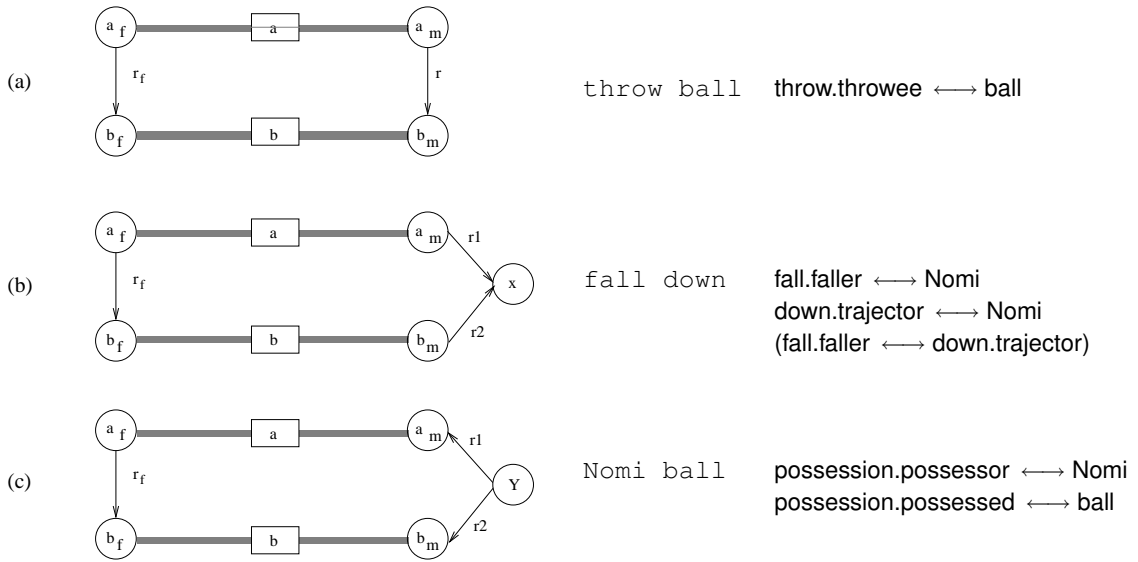 a f a a m
(a) r f r throw ball throw.throwee ⟷ ball
b f b b m
a f a a m
r1
(b) r f x fall down fall.faller ⟷ Nomi
down.trajector ⟷ Nomi
r2
b f b b m (fall.faller ⟷ down.trajector)
a f a a m
r1
(c) r f Y Nomi ball possession.possessor ⟷ Nomi
possession.possessed ⟷ ball
r2
b f b b m